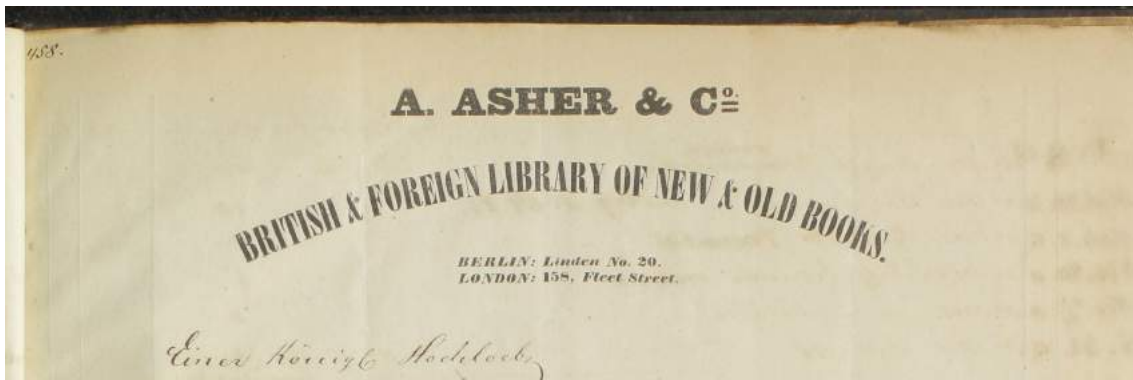 458.
A. ASHER & Co.
BRITISH & FOREIGN LIBRARY OF NEW & OLD BOOKS.
BERLIN: Linden No. 20.
LONDON: 158, Fleet Street.
Einer Königl Hochlöbl